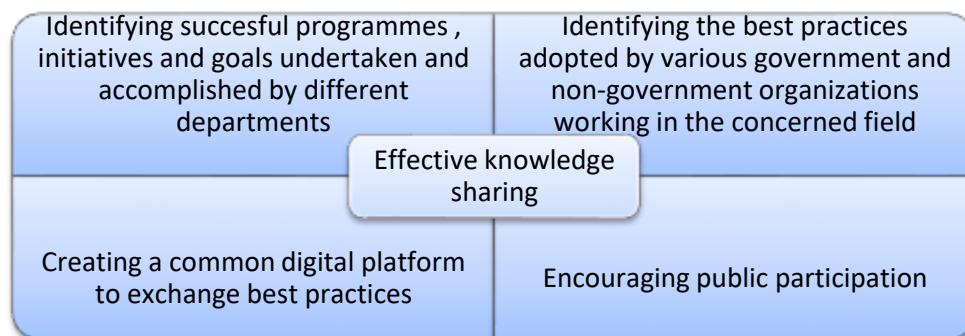 Identifying succesful programmes ,
initiatives and goals undertaken and
accomplished by different
departments
Identifying the best practices
adopted by various government and
non-government organizations
working in the concerned field
Effective knowledge
sharing
Creating a common digital platform
to exchange best practices
Encouraging public participation